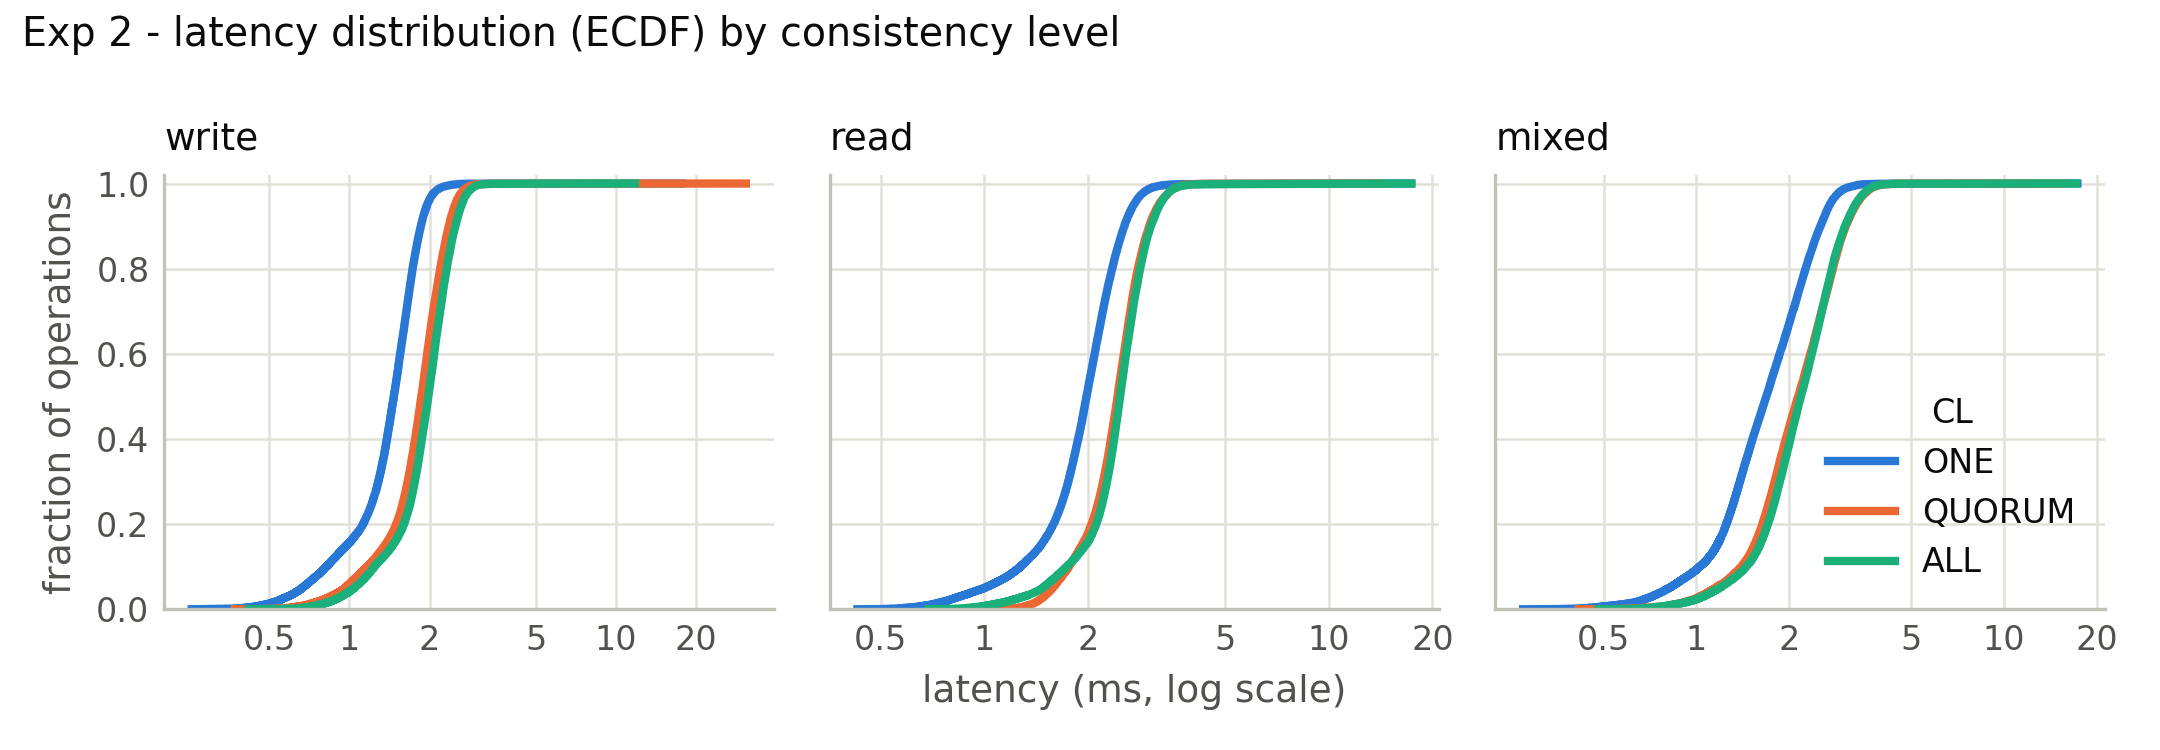 Exp 2 - latency distribution (ECDF) by consistency level
write
read
mixed
fraction of operations
1.0
0.8
0.6
0.4
0.2
0.0
0.5 1 2 5 10 20
0.5 1 2 5 10 20
0.5 1 2 5 10 20
CL
ONE
QUORUM
ALL
latency (ms, log scale)